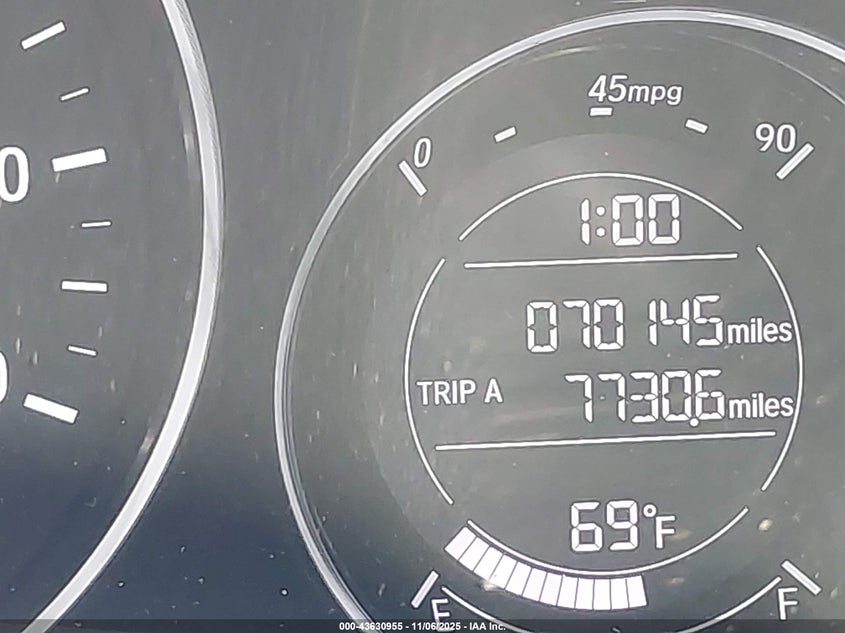 0
45mpg
90
1:00
070145miles
TRIP A 7730.6miles
69°F
E
F
000-43630955 - 11/06/2025 - IAA Inc.